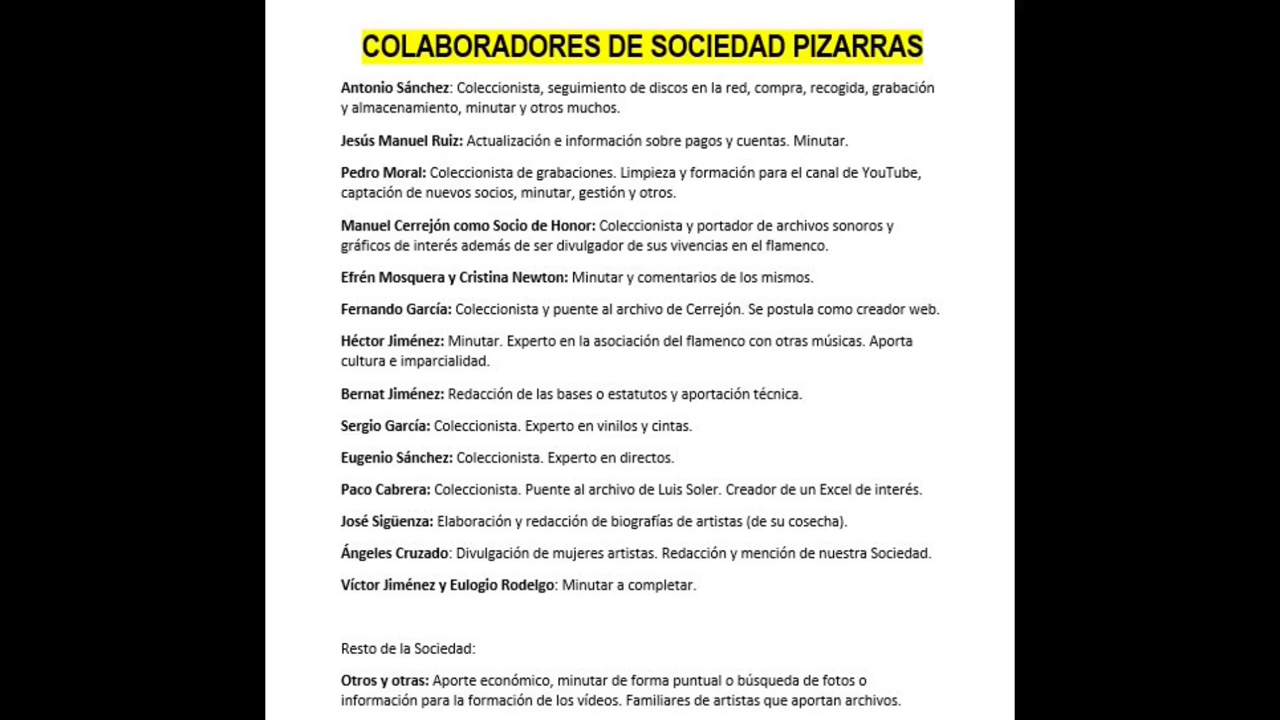 COLABORADORES DE SOCIEDAD PIZARRAS
Antonio Sánchez: Coleccionista, seguimiento de discos en la red, compra, recogida, grabación
y almacenamiento, minutar y otros muchos.
Jesús Manuel Ruiz: Actualización e información sobre pagos y cuentas. Minutar.
Pedro Moral: Coleccionista de grabaciones. Limpieza y formación para el canal de YouTube,
captación de nuevos socios, minutar, gestión y otros.
Manuel Cerrejón como Socio de Honor: Coleccionista y portador de archivos sonoros y
gráficos de interés además de ser divulgador de sus vivencias en el flamenco.
Efrén Mosquera y Cristina Newton: Minutar y comentarios de los mismos.
Fernando García: Coleccionista y puente al archivo de Cerrejón. Se postula como creador web.
Héctor Jiménez: Minutar. Experto en la asociación del flamenco con otras músicas. Aporta
cultura e imparcialidad.
Bernat Jiménez: Redacción de las bases o estatutos y aportación técnica.
Sergio García: Coleccionista. Experto en vinilos y cintas.
Eugenio Sánchez: Coleccionista. Experto en directos.
Paco Cabrera: Coleccionista. Puente al archivo de Luis Soler. Creador de un Excel de interés.
José Sigüenza: Elaboración y redacción de biografías de artistas (de su cosecha).
Ángeles Cruzado: Divulgación de mujeres artistas. Redacción y mención de nuestra Sociedad.
Víctor Jiménez y Eulogio Rodelgo: Minutar a completar.
Resto de la Sociedad:
Otros y otras: Aporte económico, minutar de forma puntual o búsqueda de fotos o
información para la formación de los vídeos. Familiares de artistas que aportan archivos.